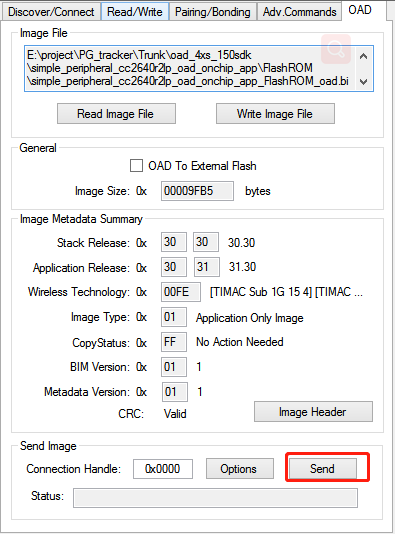 Discover/Connect Read/Write Pairing/Bonding Adv.Commands OAD
Image File
E:\project\PG_tracker\Trunk\oad_4xs_150sdk
\simple_peripheral_cc2640r2lp_oad_onchip_app\FlashROM
\simple_peripheral_cc2640r2lp_oad_onchip_app_FlashROM_oad.bi
Read Image File Write Image File
General
OAD To External Flash
Image Size: 0x 00009FB5 bytes
Image Metadata Summary
Stack Release: 0x 30 30 30.30
Application Release: 0x 30 31 31.30
Wireless Technology: 0x 00FE [TIMAC Sub 1G 15 4] [TIMAC ...
Image Type: 0x 01 Application Only Image
CopyStatus: 0x FF No Action Needed
BIM Version: 0x 01 1
Metadata Version: 0x 01 1
CRC: Valid Image Header
Send Image
Connection Handle: 0x0000 Options Send
Status: